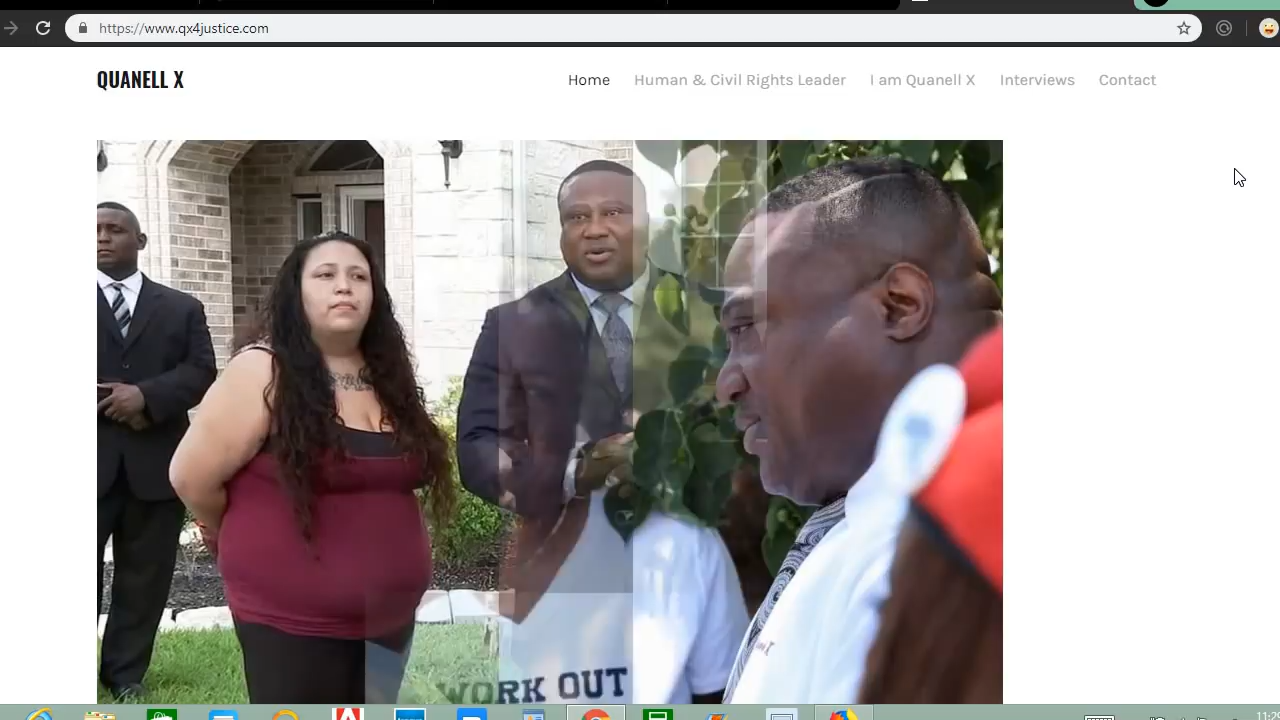 https://www.qx4justice.com
QUANELL X
Home Human & Civil Rights Leader I am Quanell X Interviews Contact
WORK OUT